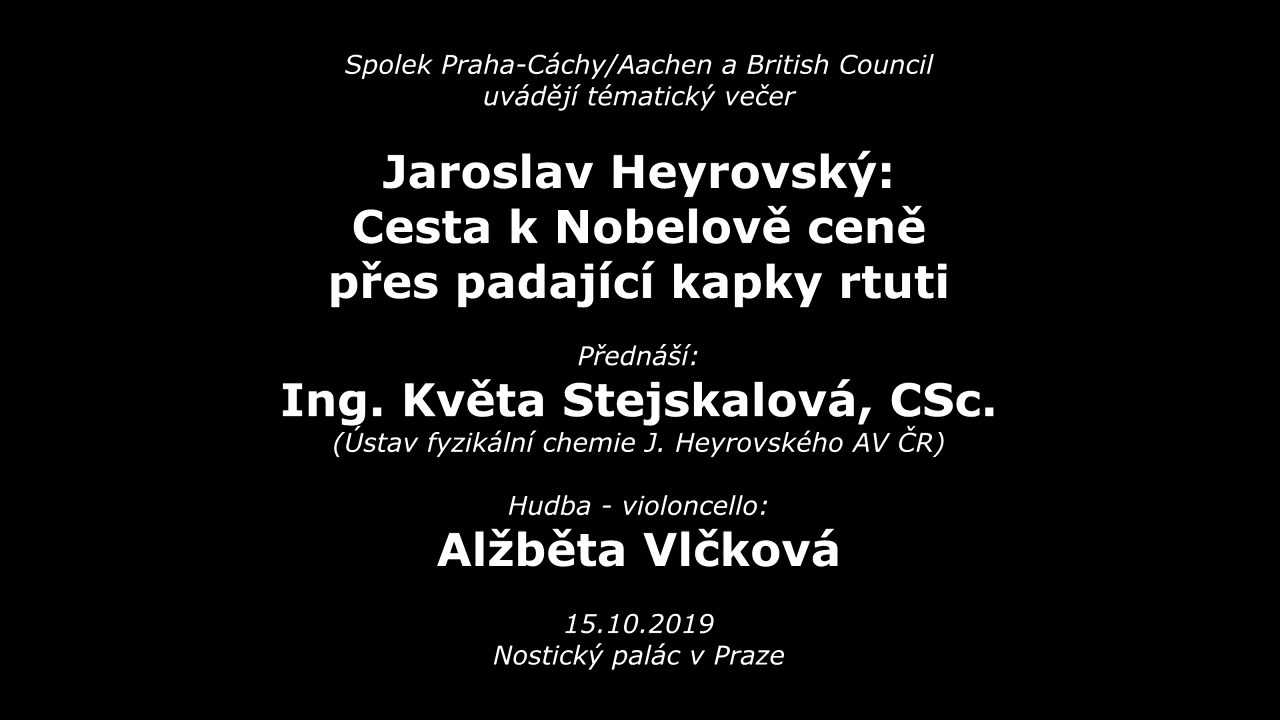 Spolek Praha-Cáchy/Aachen a British Council
uvádějí tématický večer
Jaroslav Heyrovský:
Cesta k Nobelově ceně
přes padající kapky rtuti
Přednáší:
Ing. Květa Stejskalová, CSc.
(Ústav fyzikální chemie J. Heyrovského AV ČR)
Hudba - violoncello:
Alžběta Vlčková
15.10.2019
Nostický palác v Praze